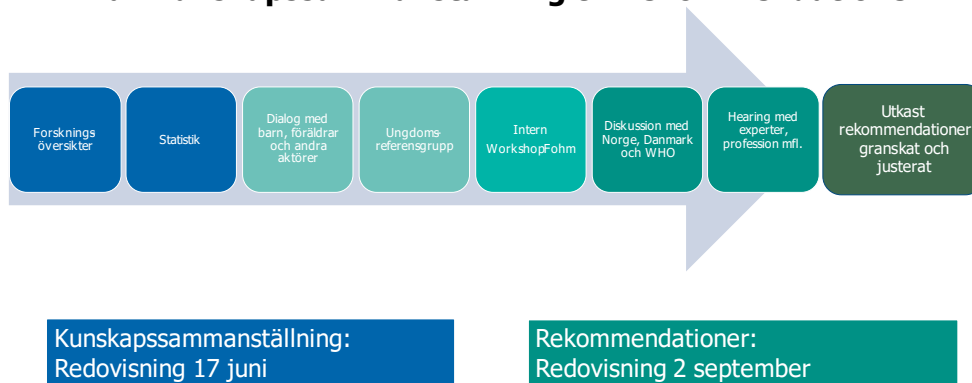 Forsknings
översikter
Statistik
Dialog med
barn, föräldrar
och andra
aktörer
Ungdoms-
referensgrupp
Intern
WorkshopFohm
Diskussion med
Norge, Danmark
och WHO
Hearing med
experter,
profession mfl.
Utkast
rekommendationer
granskat och
justerat
Kunskapssammanställning:
Redovisning 17 juni
Rekommendationer:
Redovisning 2 september